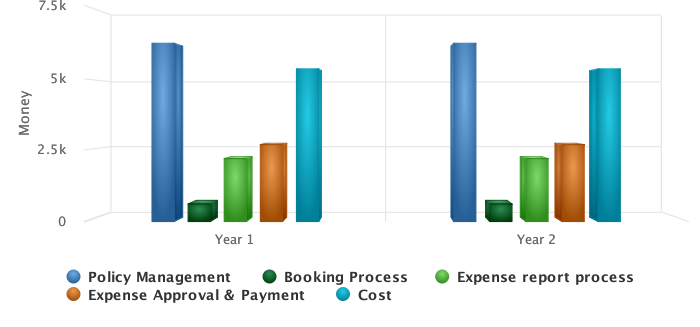 7.5k
5k
2.5k
0
Money
Year 1
Year 2
Policy Management
Booking Process
Expense report process
Expense Approval & Payment
Cost